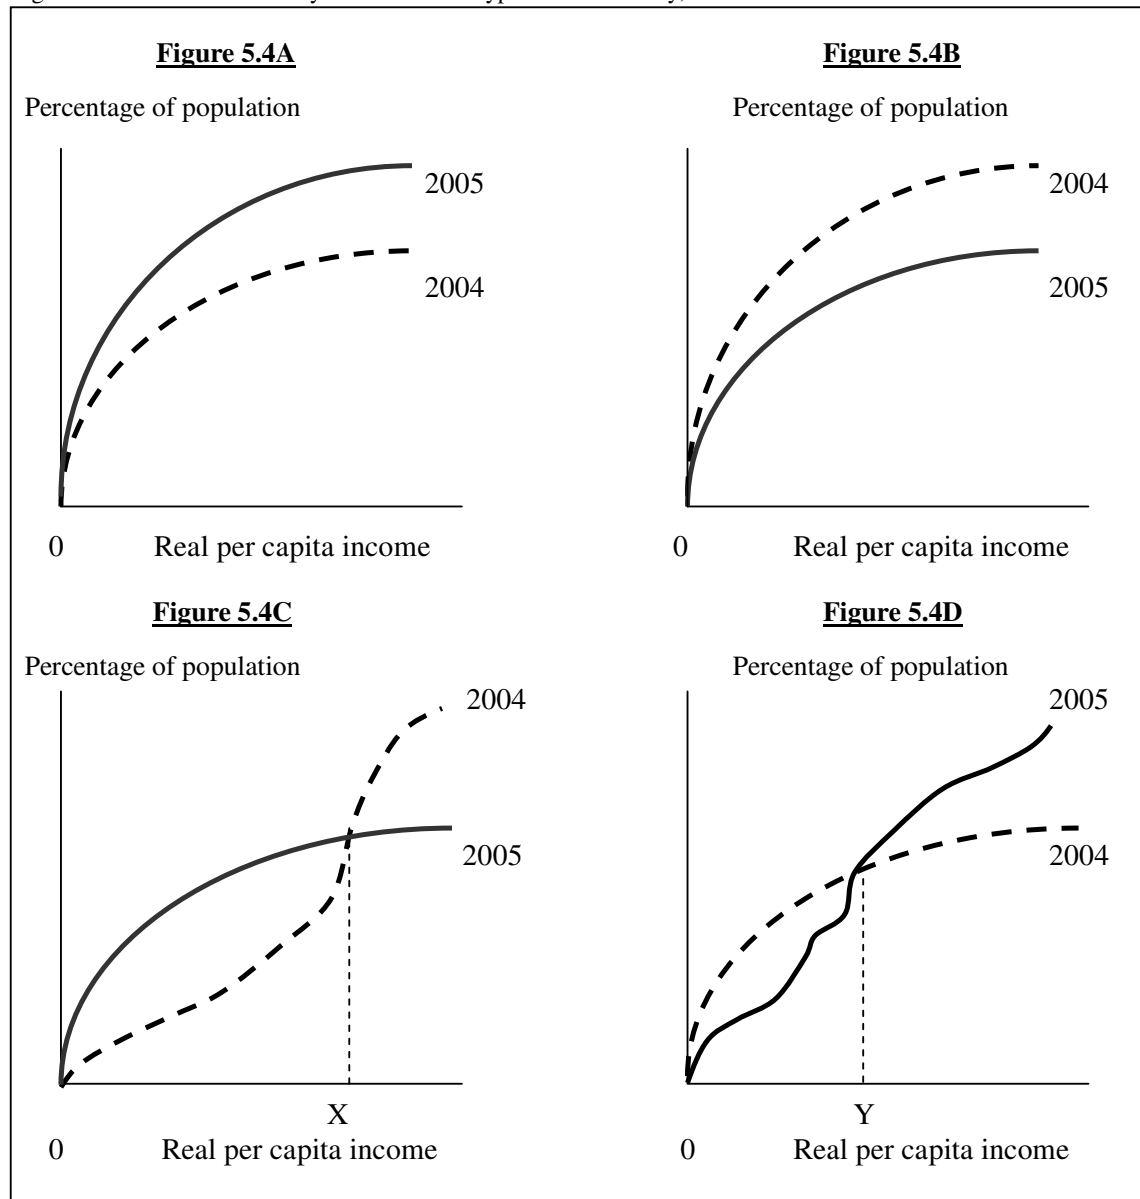 Figure 5.4A
Percentage of population
2005
2004
0 Real per capita income
Figure 5.4B
Percentage of population
2004
2005
0 Real per capita income
Figure 5.4C
Percentage of population
2004
2005
X
0 Real per capita income
Figure 5.4D
Percentage of population
2005
2004
Y
0 Real per capita income